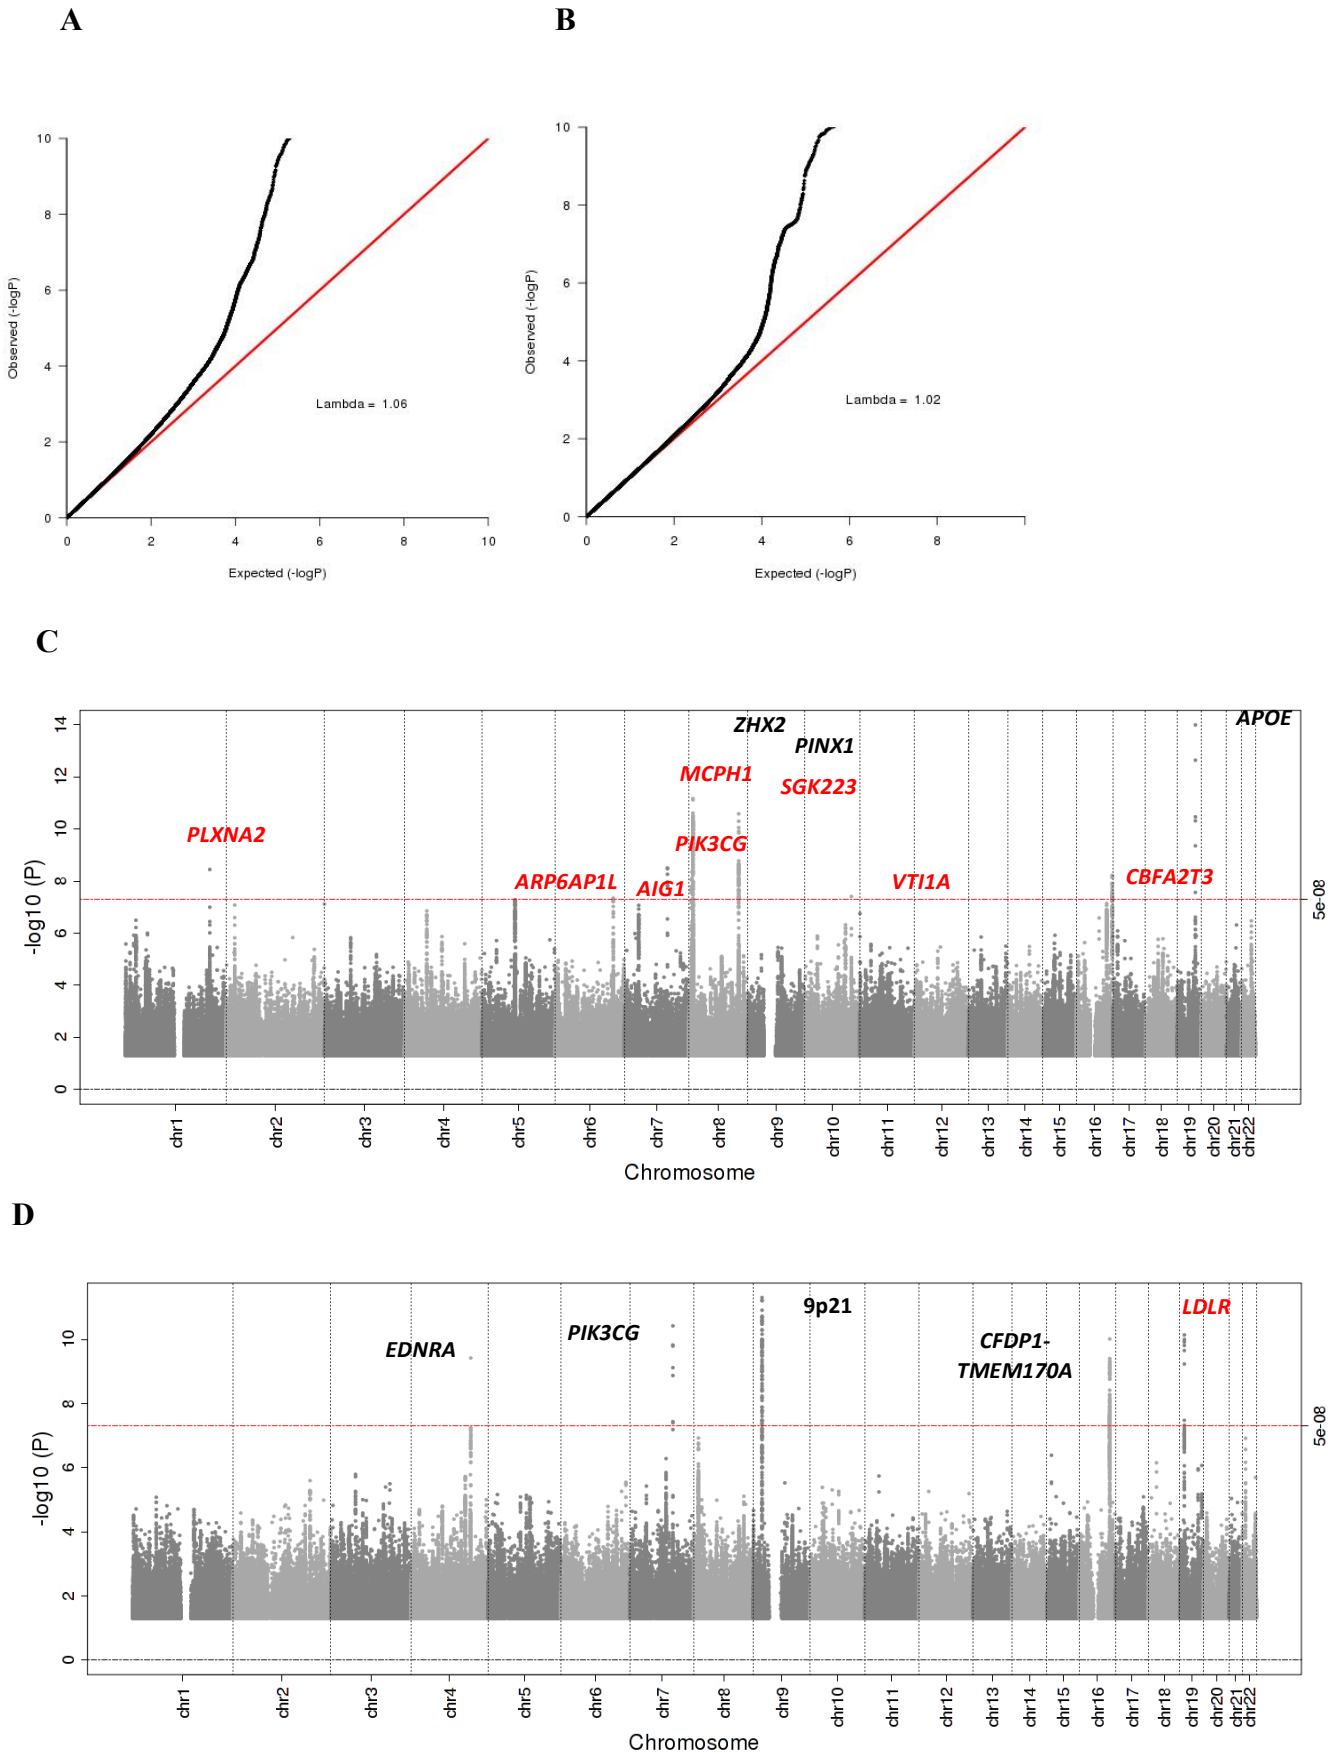 A
B
10
8
6
4
2
0
Observed (-logP)
Lambda = 1.06
0 2 4 6 8 10
Expected (-logP)
10
8
6
4
2
0
Observed (-logP)
Lambda = 1.02
0 2 4 6 8
Expected (-logP)
C
14
12
10
8
6
4
2
0
-log10 (P)
ZHX2
APOE
PINX1
MCPH1
SGK223
PLXNA2
PIK3CG
ARP6AP1L
AIG1
VTI1A
CBFA2T3
5e-08
chr1 chr2 chr3 chr4 chr5 chr6 chr7 chr8 chr9 chr10 chr11 chr12 chr13 chr14 chr15 chr16 chr17 chr18 chr19 chr20 chr21 chr22
Chromosome
D
10
8
6
4
2
0
-log10 (P)
9p21
LDLR
PIK3CG
EDNRA
CFDP1-
TMEM170A
5e-08
chr1 chr2 chr3 chr4 chr5 chr6 chr7 chr8 chr9 chr10 chr11 chr12 chr13 chr14 chr15 chr16 chr17 chr18 chr19 chr20 chr21 chr22
Chromosome